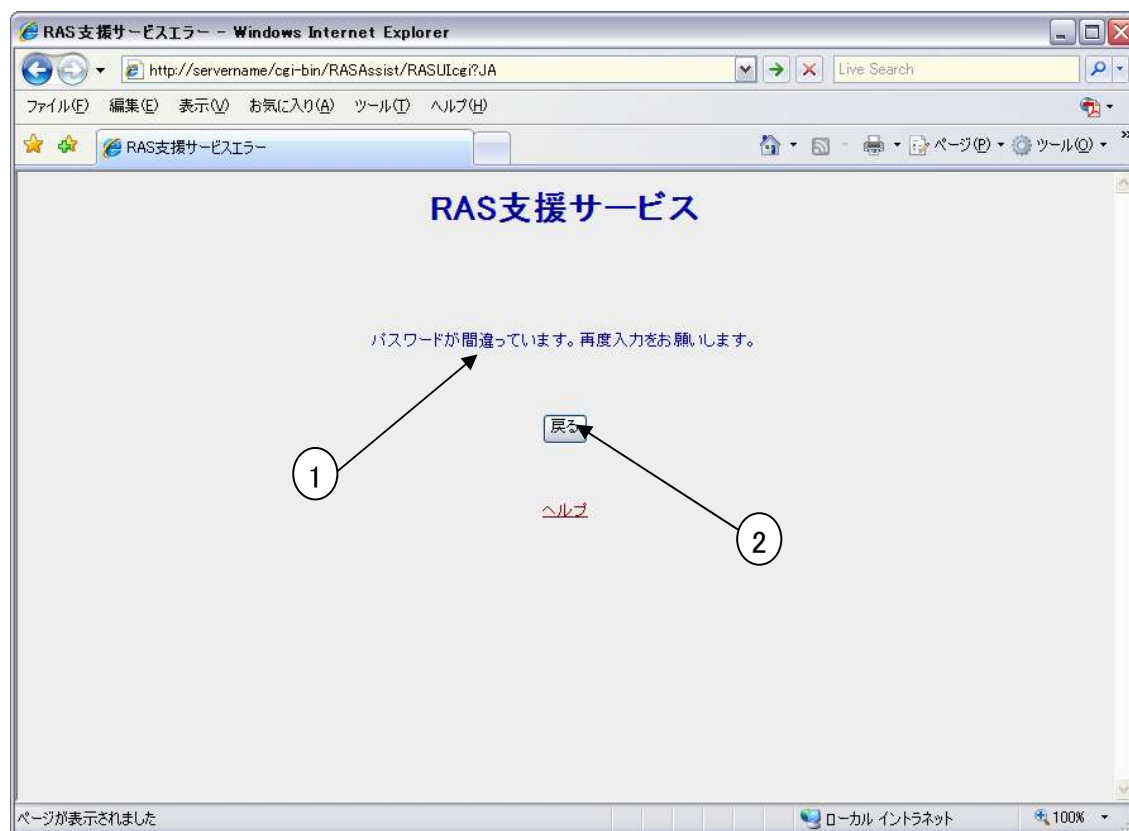 RAS支援サービスエラー - Windows Internet Explorer
http://servername/cgi-bin/RASAssist/RASUIcgi?JA
Live Search
ファイル(F) 編集(E) 表示(V) お気に入り(A) ツール(T) ヘルプ(H)
RAS支援サービスエラー
ページ(P) ツール(O) »
RAS支援サービス
パスワードが間違っています。再度入力をお願いします。
戻る
1
ヘルプ
2
ページが表示されました
ローカル イントラネット
100%